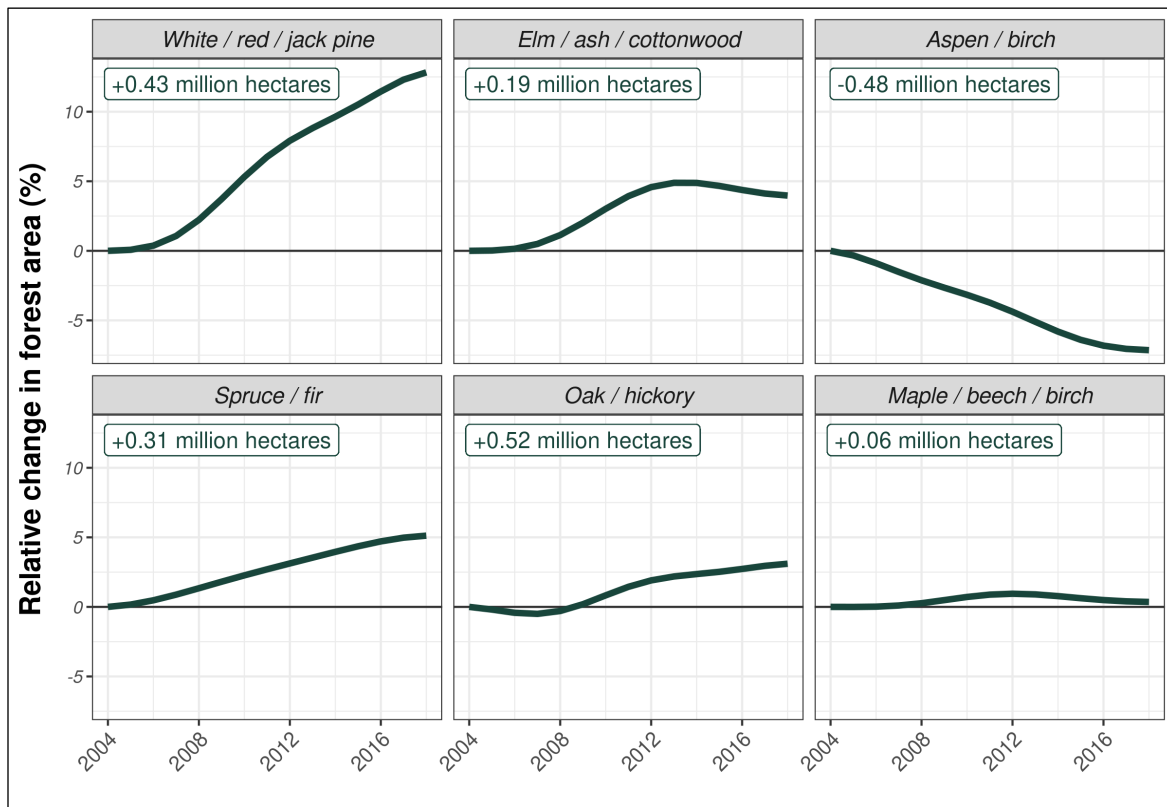 Relative change in forest area (%)
White / red / jack pine
+0.43 million hectares
Elm / ash / cottonwood
+0.19 million hectares
Aspen / birch
-0.48 million hectares
10
5
0
-5
Spruce / fir
+0.31 million hectares
Oak / hickory
+0.52 million hectares
Maple / beech / birch
+0.06 million hectares
10
5
0
-5
2004 2008 2012 2016
2004 2008 2012 2016
2004 2008 2012 2016